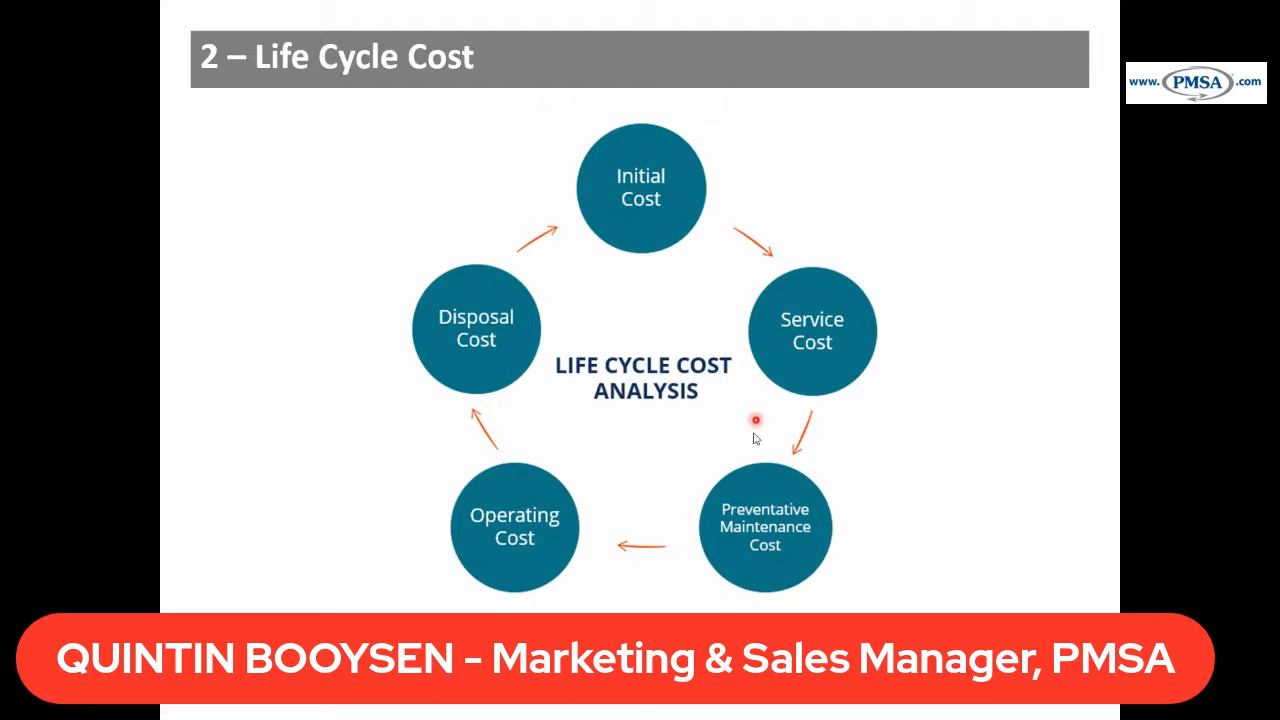 2 – Life Cycle Cost
www.PMSA.com
Initial
Cost
Disposal
Cost
Service
Cost
LIFE CYCLE COST
ANALYSIS
Operating
Cost
Preventative
Maintenance
Cost
QUINTIN BOOYSEN - Marketing & Sales Manager, PMSA